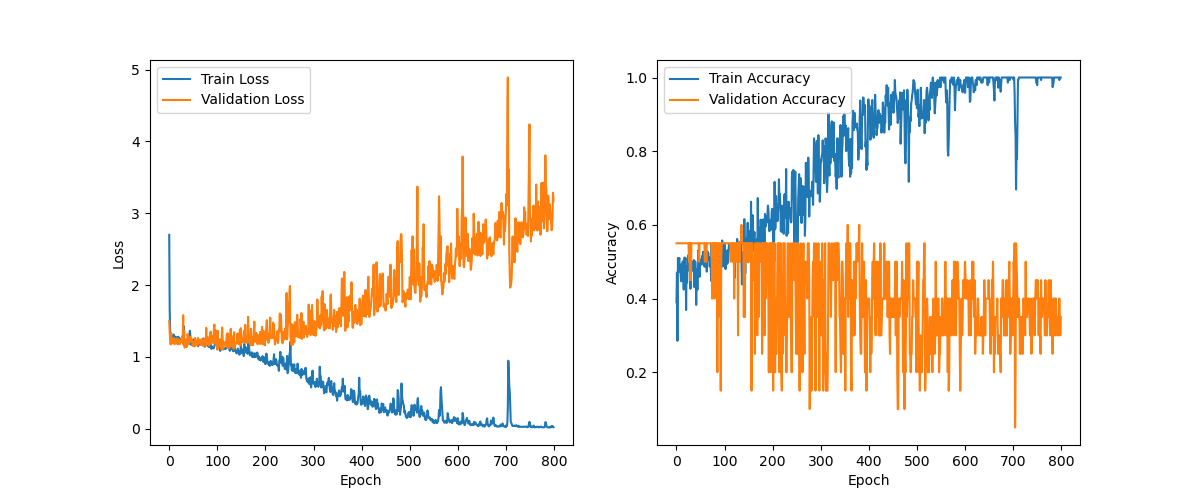 5
4
3
2
1
0
Loss
Train Loss
Validation Loss
0 100 200 300 400 500 600 700 800
Epoch
1.0
0.8
0.6
0.4
0.2
Accuracy
Train Accuracy
Validation Accuracy
0 100 200 300 400 500 600 700 800
Epoch